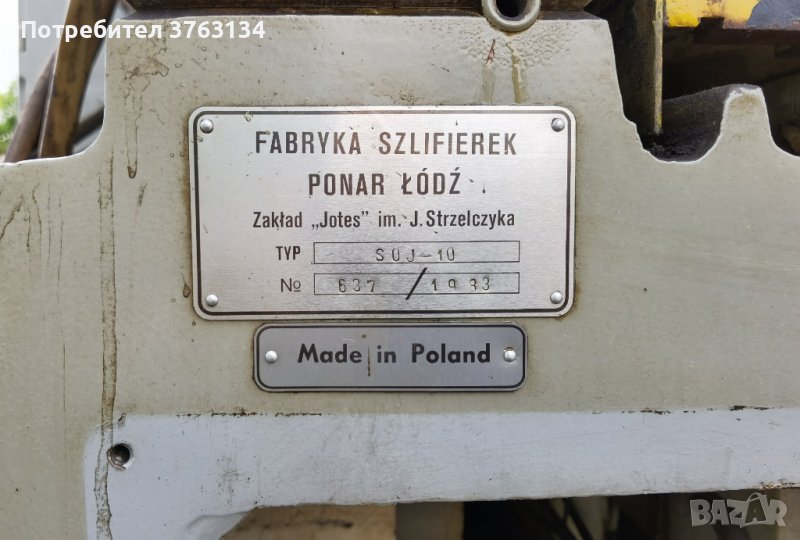 Потребител 3763134
FABRYKA SZLIFIEREK
PONAR ŁÓDŹ
Zakład „Jotes” im. J. Strzelczyka
TYP SOJ-10
No 637 / 1983
Made in Poland
BAZAR